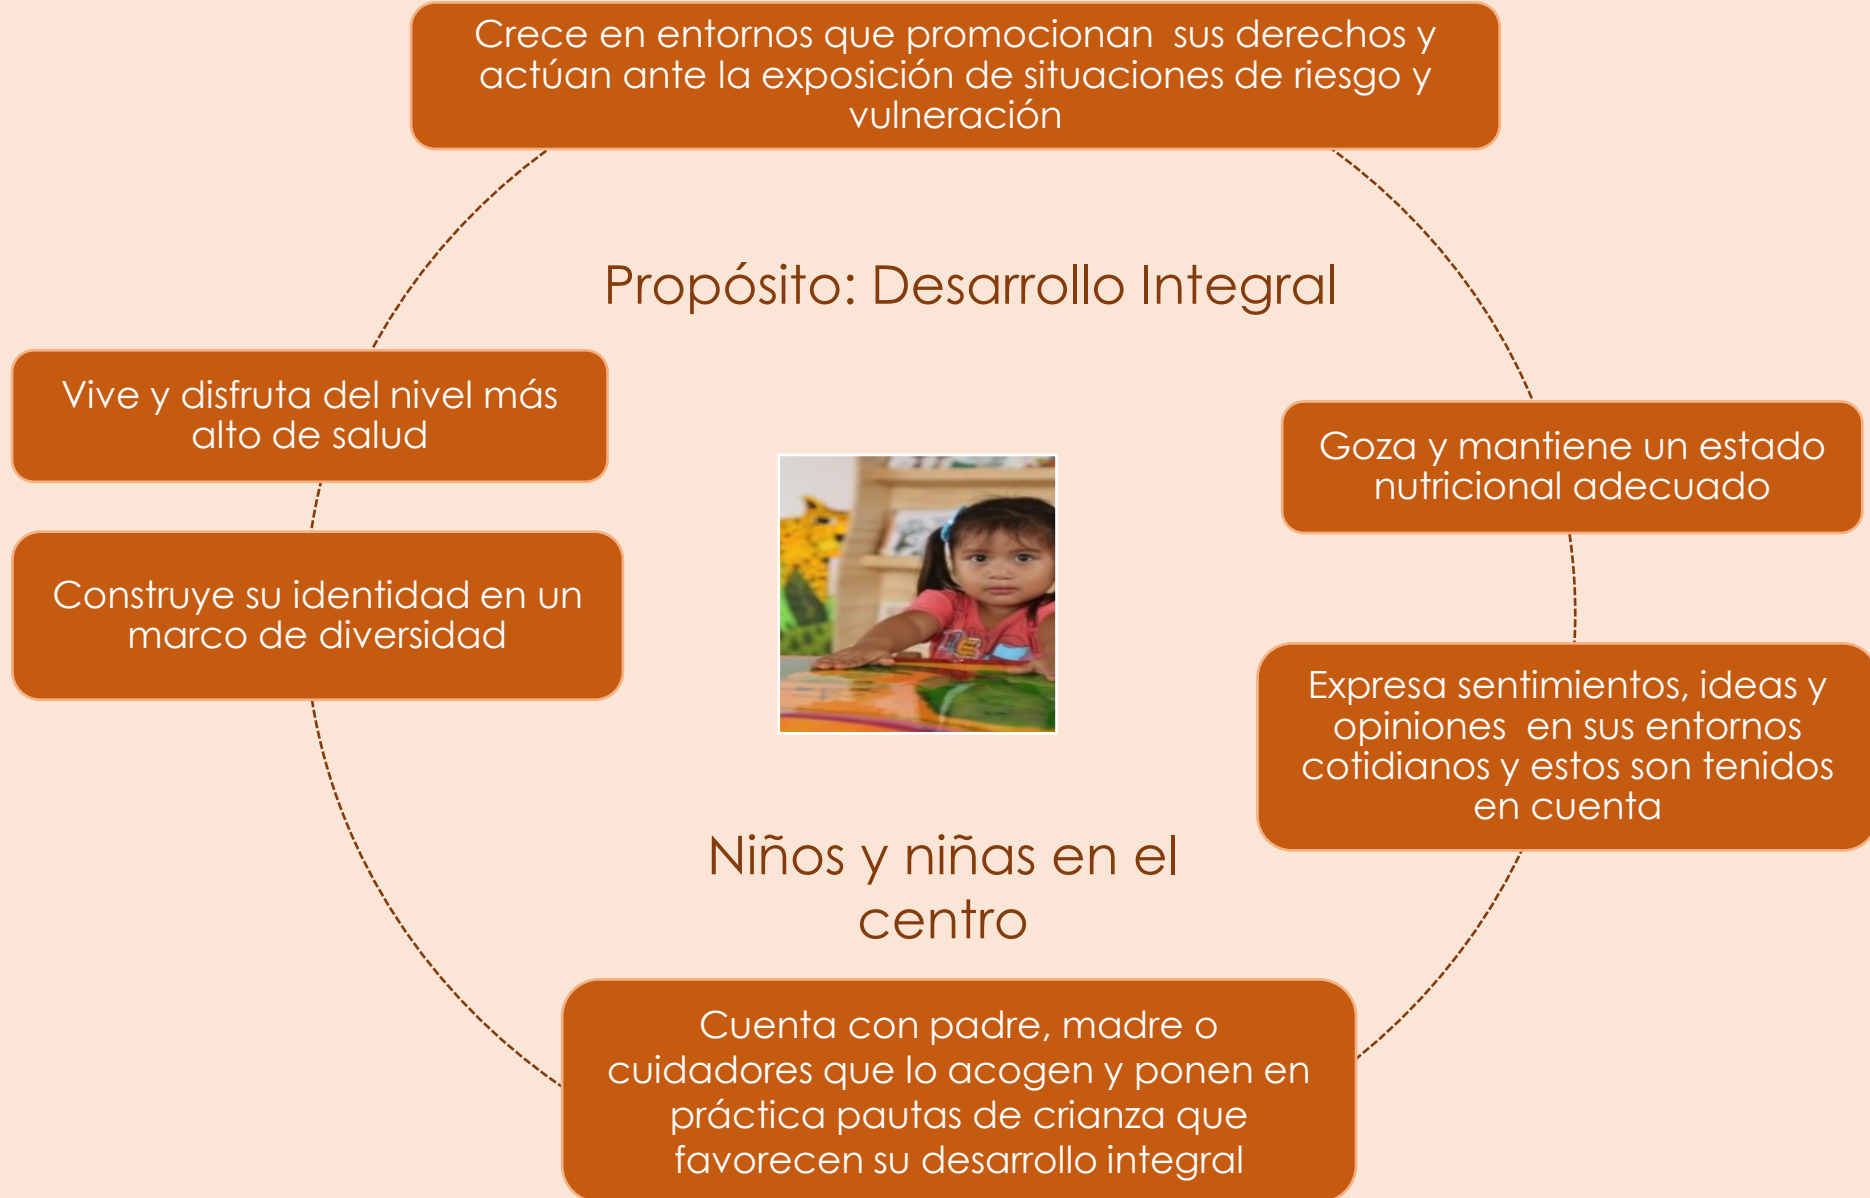 Crece en entornos que promocionan sus derechos y
actúan ante la exposición de situaciones de riesgo y
vulneración
Propósito: Desarrollo Integral
Vive y disfruta del nivel más
alto de salud
Goza y mantiene un estado
nutricional adecuado
Construye su identidad en un
marco de diversidad
Expresa sentimientos, ideas y
opiniones en sus entornos
cotidianos y estos son tenidos
en cuenta
Niños y niñas en el
centro
Cuenta con padre, madre o
cuidadores que lo acogen y ponen en
práctica pautas de crianza que
favorecen su desarrollo integral